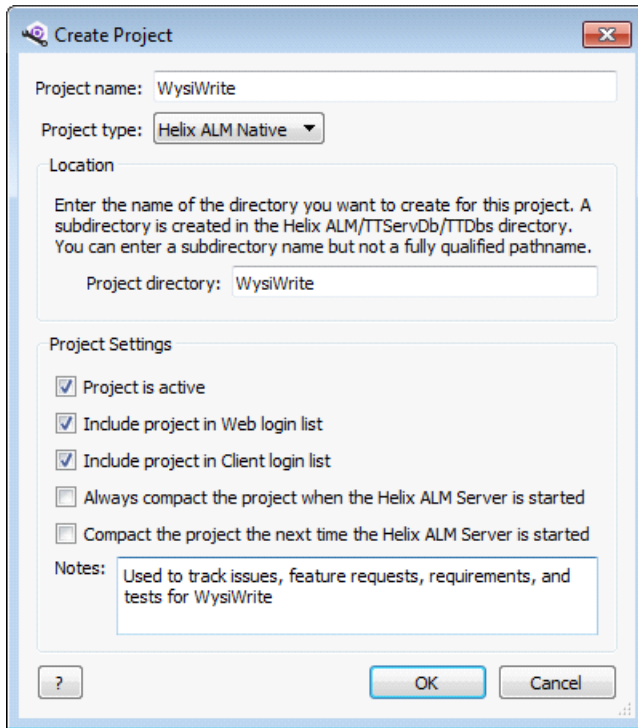 Create Project
Project name: WysiWrite
Project type: Helix ALM Native
Location
Enter the name of the directory you want to create for this project. A
subdirectory is created in the Helix ALM/TTServDb/TTDbs directory.
You can enter a subdirectory name but not a fully qualified pathname.
Project directory: WysiWrite
Project Settings
Project is active
Include project in Web login list
Include project in Client login list
Always compact the project when the Helix ALM Server is started
Compact the project the next time the Helix ALM Server is started
Notes: Used to track issues, feature requests, requirements, and
tests for WysiWrite
? OK Cancel